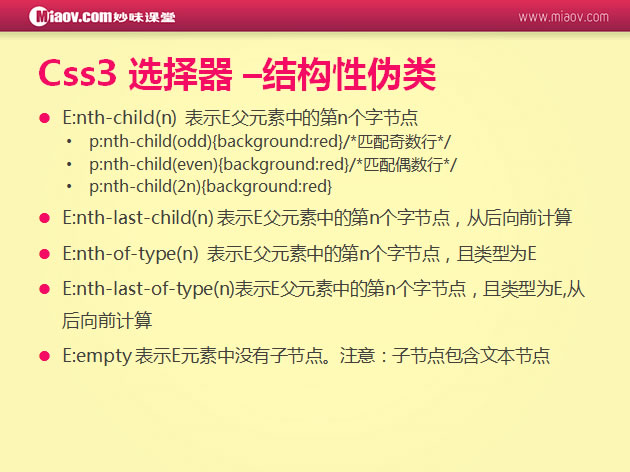 Miaov.com 妙味课堂
www.miaov.com
Css3 选择器 –结构性伪类
E:nth-child(n) 表示E父元素中的第n个字节点
p:nth-child(odd){background:red}/*匹配奇数行*/
p:nth-child(even){background:red}/*匹配偶数行*/
p:nth-child(2n){background:red}
E:nth-last-child(n) 表示E父元素中的第n个字节点，从后向前计算
E:nth-of-type(n) 表示E父元素中的第n个字节点，且类型为E
E:nth-last-of-type(n)表示E父元素中的第n个字节点，且类型为E,从
后向前计算
E:empty 表示E元素中没有子节点。注意：子节点包含文本节点